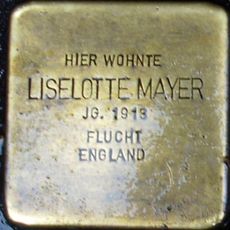 HIER WOHNTE
LISELOTTE MAYER
JG. 1913
FLUCHT
ENGLAND